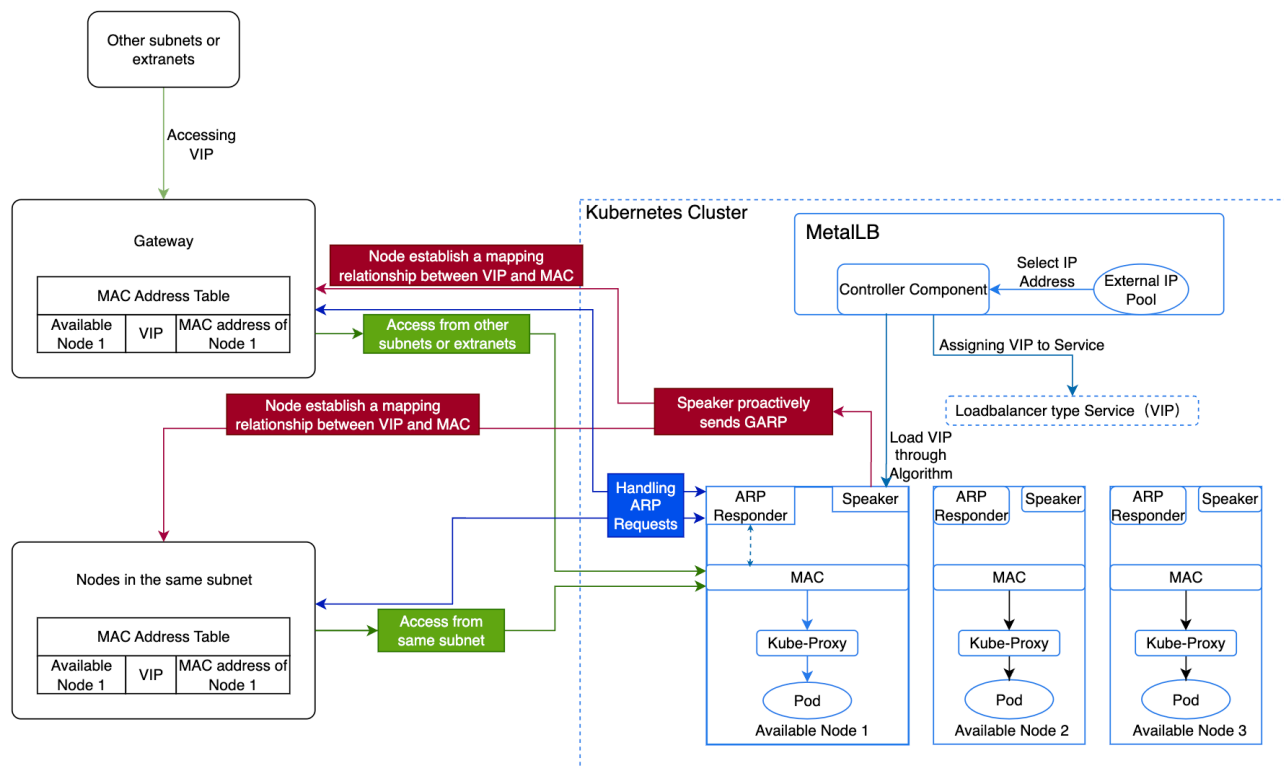 Other subnets or
extranets
Accessing
VIP
Gateway
MAC Address Table
Available
Node 1
VIP
MAC address of
Node 1
Node establish a mapping
relationship between VIP and MAC
Access from other
subnets or extranets
Kubernetes Cluster
MetalLB
Controller Component
Select IP
Address
External IP
Pool
Assigning VIP to Service
Loadbalancer type Service（VIP）
Load VIP
through
Algorithm
Node establish a mapping
relationship between VIP and MAC
Speaker proactively
sends GARP
Handling
ARP
Requests
Nodes in the same subnet
MAC Address Table
Available
Node 1
VIP
MAC address of
Node 1
Access from
same subnet
ARP
Responder
Speaker
MAC
Kube-Proxy
Pod
Available Node 1
ARP
Responder
Speaker
MAC
Kube-Proxy
Pod
Available Node 2
ARP
Responder
Speaker
MAC
Kube-Proxy
Pod
Available Node 3